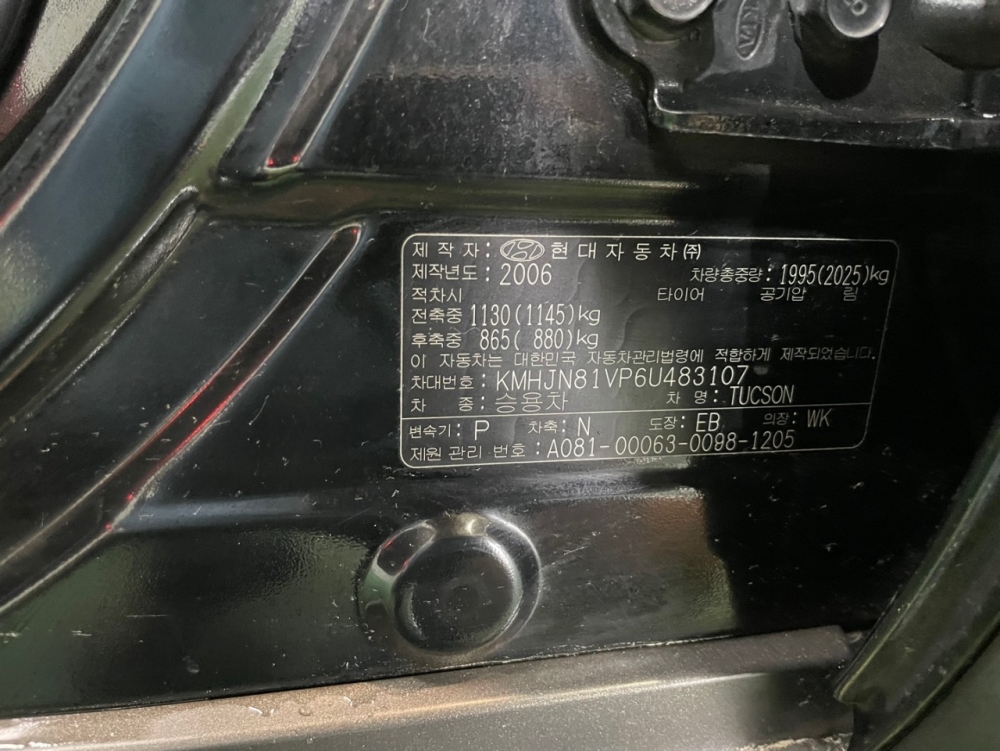 제 작 자 : 현대자동차㈜
제작년도 : 2006 차량총중량 : 1995(2025)kg
적차시 타이어 공기압 림
전축중 1130(1145)kg
후축중 865( 880)kg
이 자동차는 대한민국 자동차관리법령에 적합하게 제작되었습니다.
차대번호 : KMHJN81VP6U483107
차 종 : 승용차 차 명 : TUCSON
변속기 : P 차축 : N 도장 : EB 의장 : WK
제원 관리 번호 : A081-00063-0098-1205